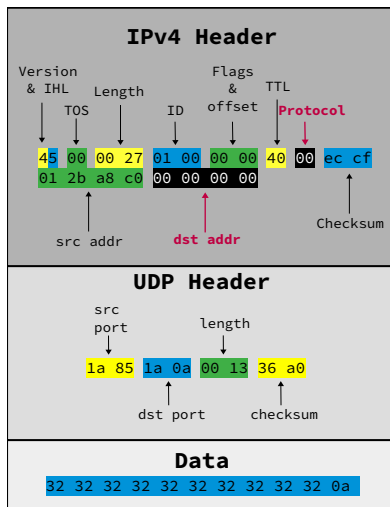 IPv4 Header
Version & IHL
TOS
Length
ID
Flags & offset
TTL
Protocol
45 00 00 27 01 00 00 00 40 00 ec cf
01 2b a8 c0 00 00 00 00
src addr
dst addr
Checksum
UDP Header
src port
length
1a 85 1a 0a 00 13 36 a0
dst port
checksum
Data
32 32 32 32 32 32 32 32 32 32 0a